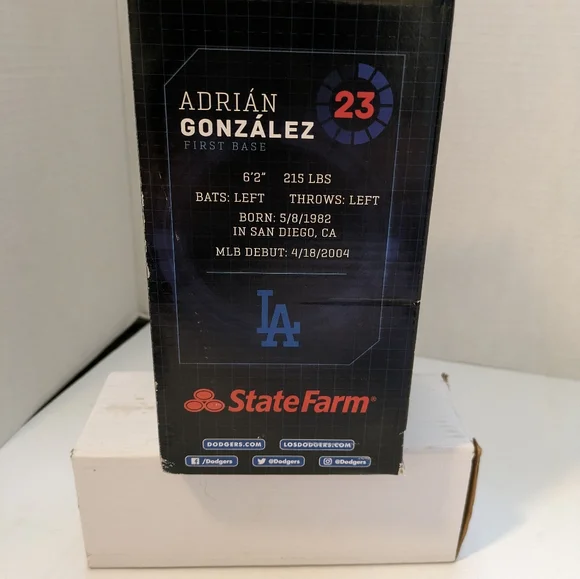 ADRIÁN
GONZÁLEZ
FIRST BASE
23
6'2" 215 LBS
BATS: LEFT THROWS: LEFT
BORN: 5/8/1982
IN SAN DIEGO, CA
MLB DEBUT: 4/18/2004
LA
StateFarm®
DODGERS.COM LOSDODGERS.COM
/Dodgers @Dodgers @Dodgers